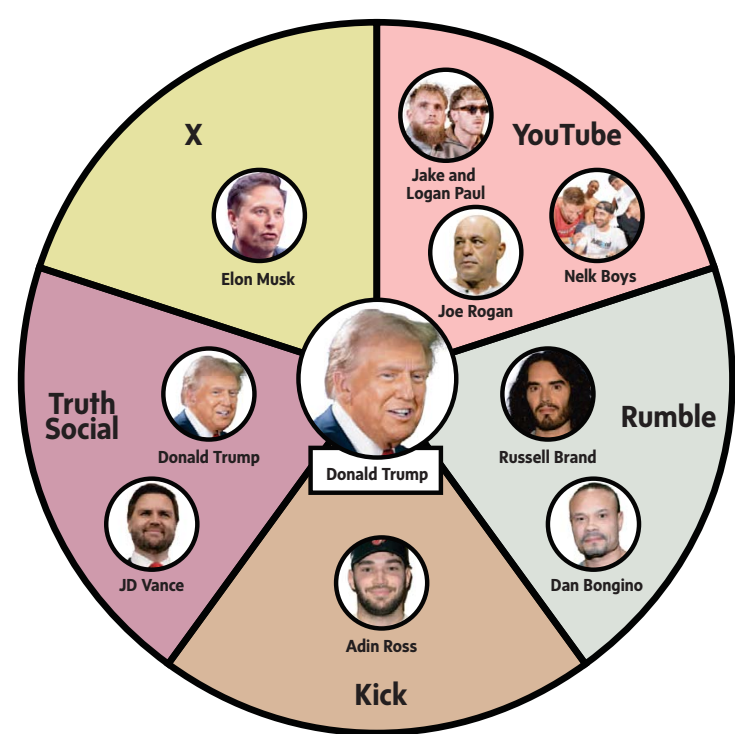 X
YouTube
Jake and
Logan Paul
Elon Musk
Joe Rogan
Nelk Boys
Truth
Social
Donald Trump
JD Vance
Donald Trump
Rumble
Russell Brand
Dan Bongino
Adin Ross
Kick